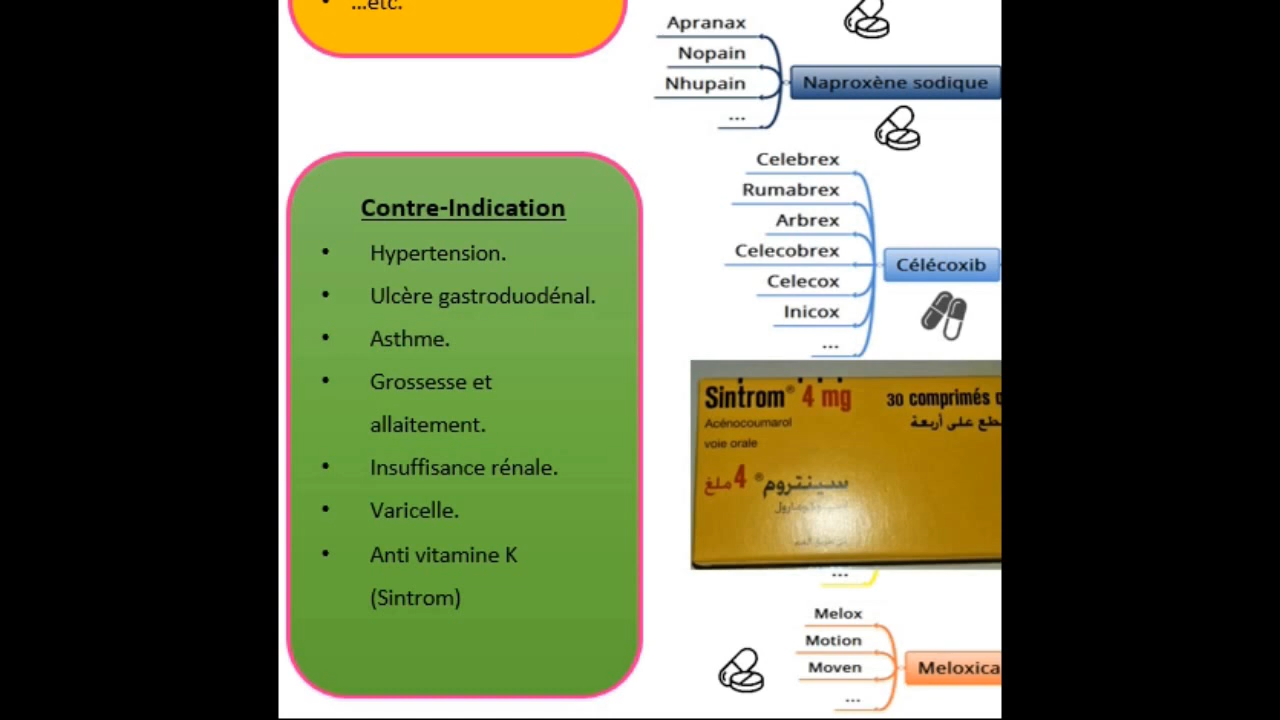 ...etc.
Contre-Indication
• Hypertension.
• Ulcère gastroduodénal.
• Asthme.
• Grossesse et
allaitement.
• Insuffisance rénale.
• Varicelle.
• Anti vitamine K
(Sintrom)
Apranax
Nopain
Nhupain
...
Naproxène sodique
Celebrex
Rumabrex
Arbrex
Celecobrex
Celecox
Inicox
...
Célécoxib
Sintrom® 4 mg
30 comprimés
Acénocoumarol
على أربعة
voie orale
سينتروم® 4 ملغ
...
Melox
Motion
Moven
...
Meloxica